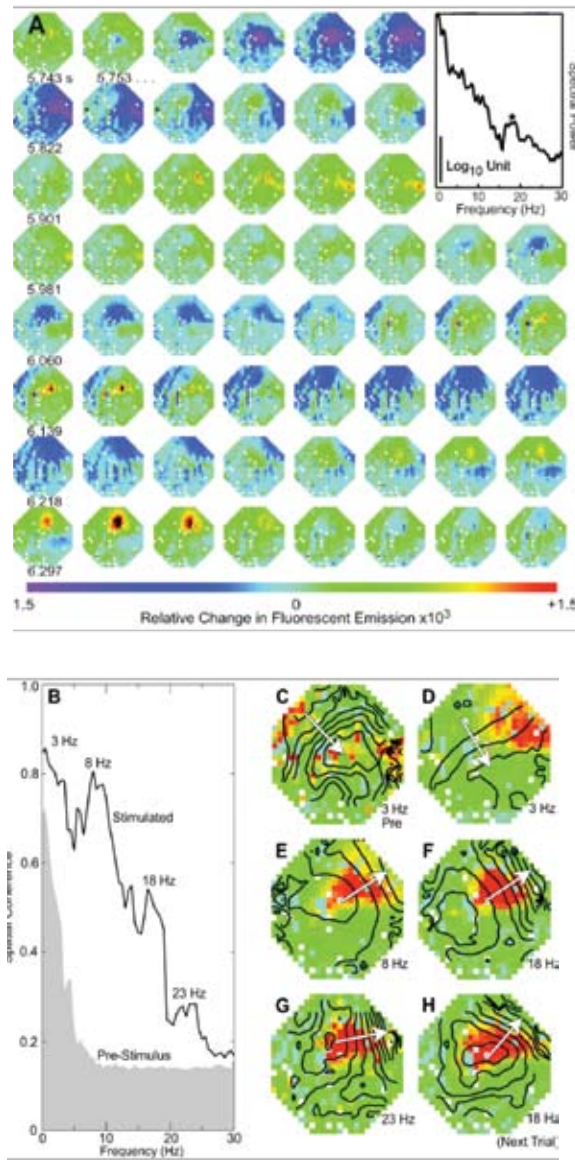 A
5.743 s 5.753 . . .
5.822
5.901
5.981
6.060
6.139
6.218
6.297
Spectral Power
*
Log10 Unit
0 10 20 30
Frequency (Hz)
1.5 0 +1.5
Relative Change in Fluorescent Emission x10³
B
1.0
0.8
0.6
0.4
0.2
0
3 Hz
8 Hz
Stimulated
18 Hz
23 Hz
Pre-Stimulus
Spatial Coherence
0 10 20 30
Frequency (Hz)
C D
3 Hz
Pre
3 Hz
E F
8 Hz 18 Hz
G H
23 Hz 18 Hz
(Next Trial)